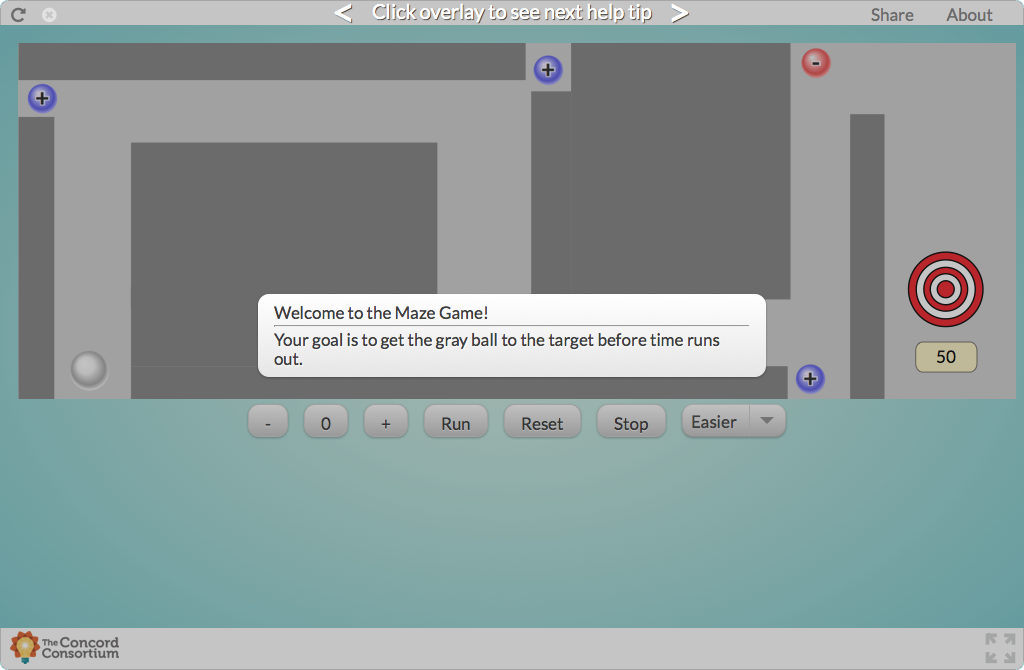 < Click overlay to see next help tip >
Share About
+
+
-
Welcome to the Maze Game!
Your goal is to get the gray ball to the target before time runs
out.
50
+
- 0 + Run Reset Stop Easier
The Concord
Consortium